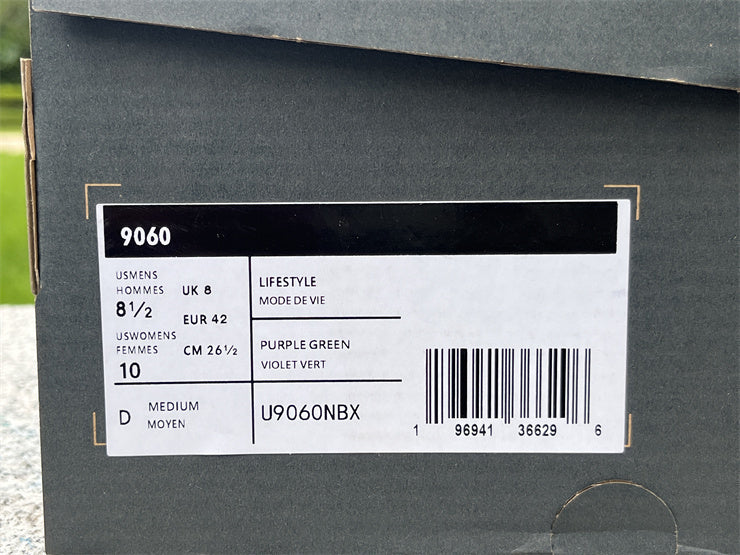 9060
USMENS
HOMMES
8½
UK 8
EUR 42
USWOMENS
FEMMES
10
CM 26½
D
MEDIUM
MOYEN
LIFESTYLE
MODE DE VIE
PURPLE GREEN
VIOLET VERT
U9060NBX
1 96941 36629 6